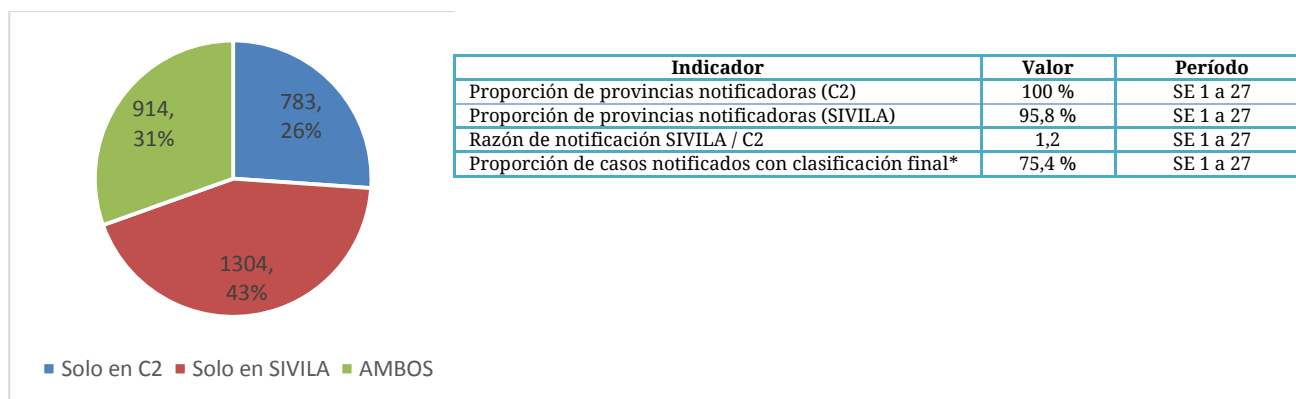 914,
31%
783,
26%
1304,
43%
Solo en C2 Solo en SIVILA AMBOS
Indicador Valor Período
Proporción de provincias notificadoras (C2) 100 % SE 1 a 27
Proporción de provincias notificadoras (SIVILA) 95,8 % SE 1 a 27
Razón de notificación SIVILA / C2 1,2 SE 1 a 27
Proporción de casos notificados con clasificación final* 75,4 % SE 1 a 27